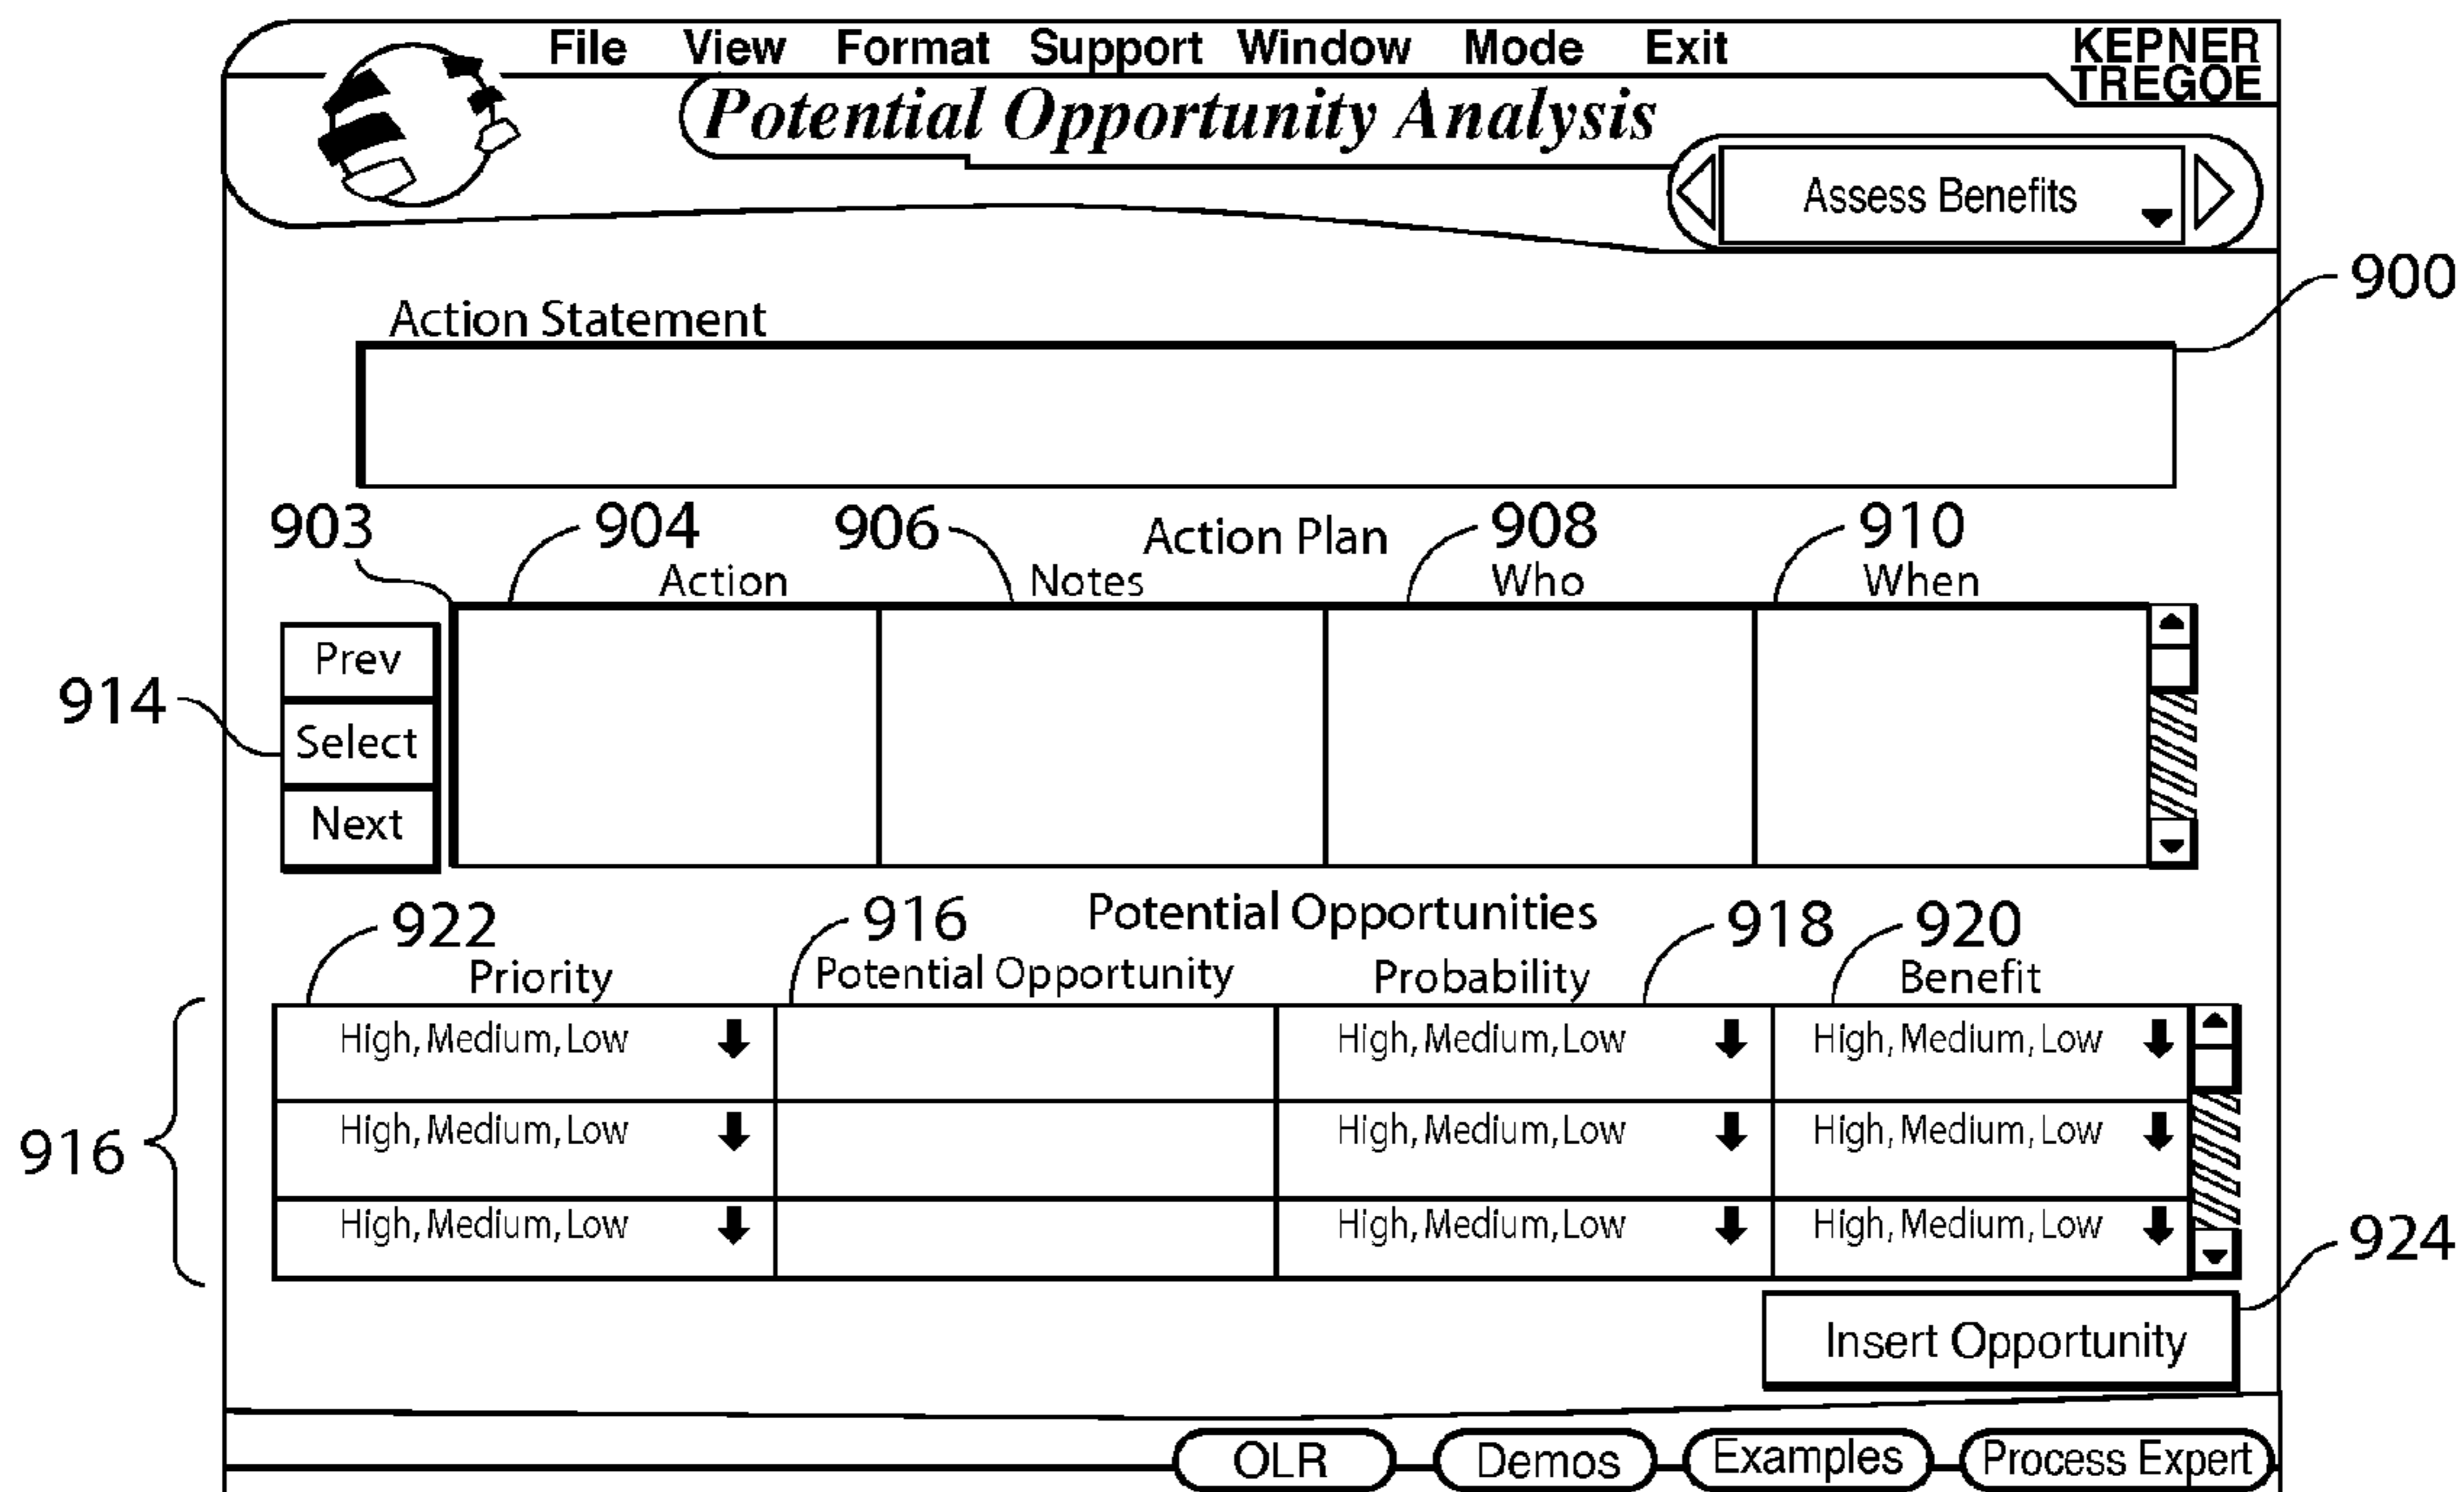 File View Format Support Window Mode Exit
KEPNER
TREGOE
Potential Opportunity Analysis
Assess Benefits
900
Action Statement
903 904 906 Action Plan 908 910
Action Notes Who When
Prev
914
Select
Next
922 916 Potential Opportunities 918 920
Priority Potential Opportunity Probability Benefit
High, Medium, Low High, Medium, Low High, Medium, Low
916
High, Medium, Low High, Medium, Low High, Medium, Low
High, Medium, Low High, Medium, Low High, Medium, Low
924
Insert Opportunity
OLR Demos Examples Process Expert